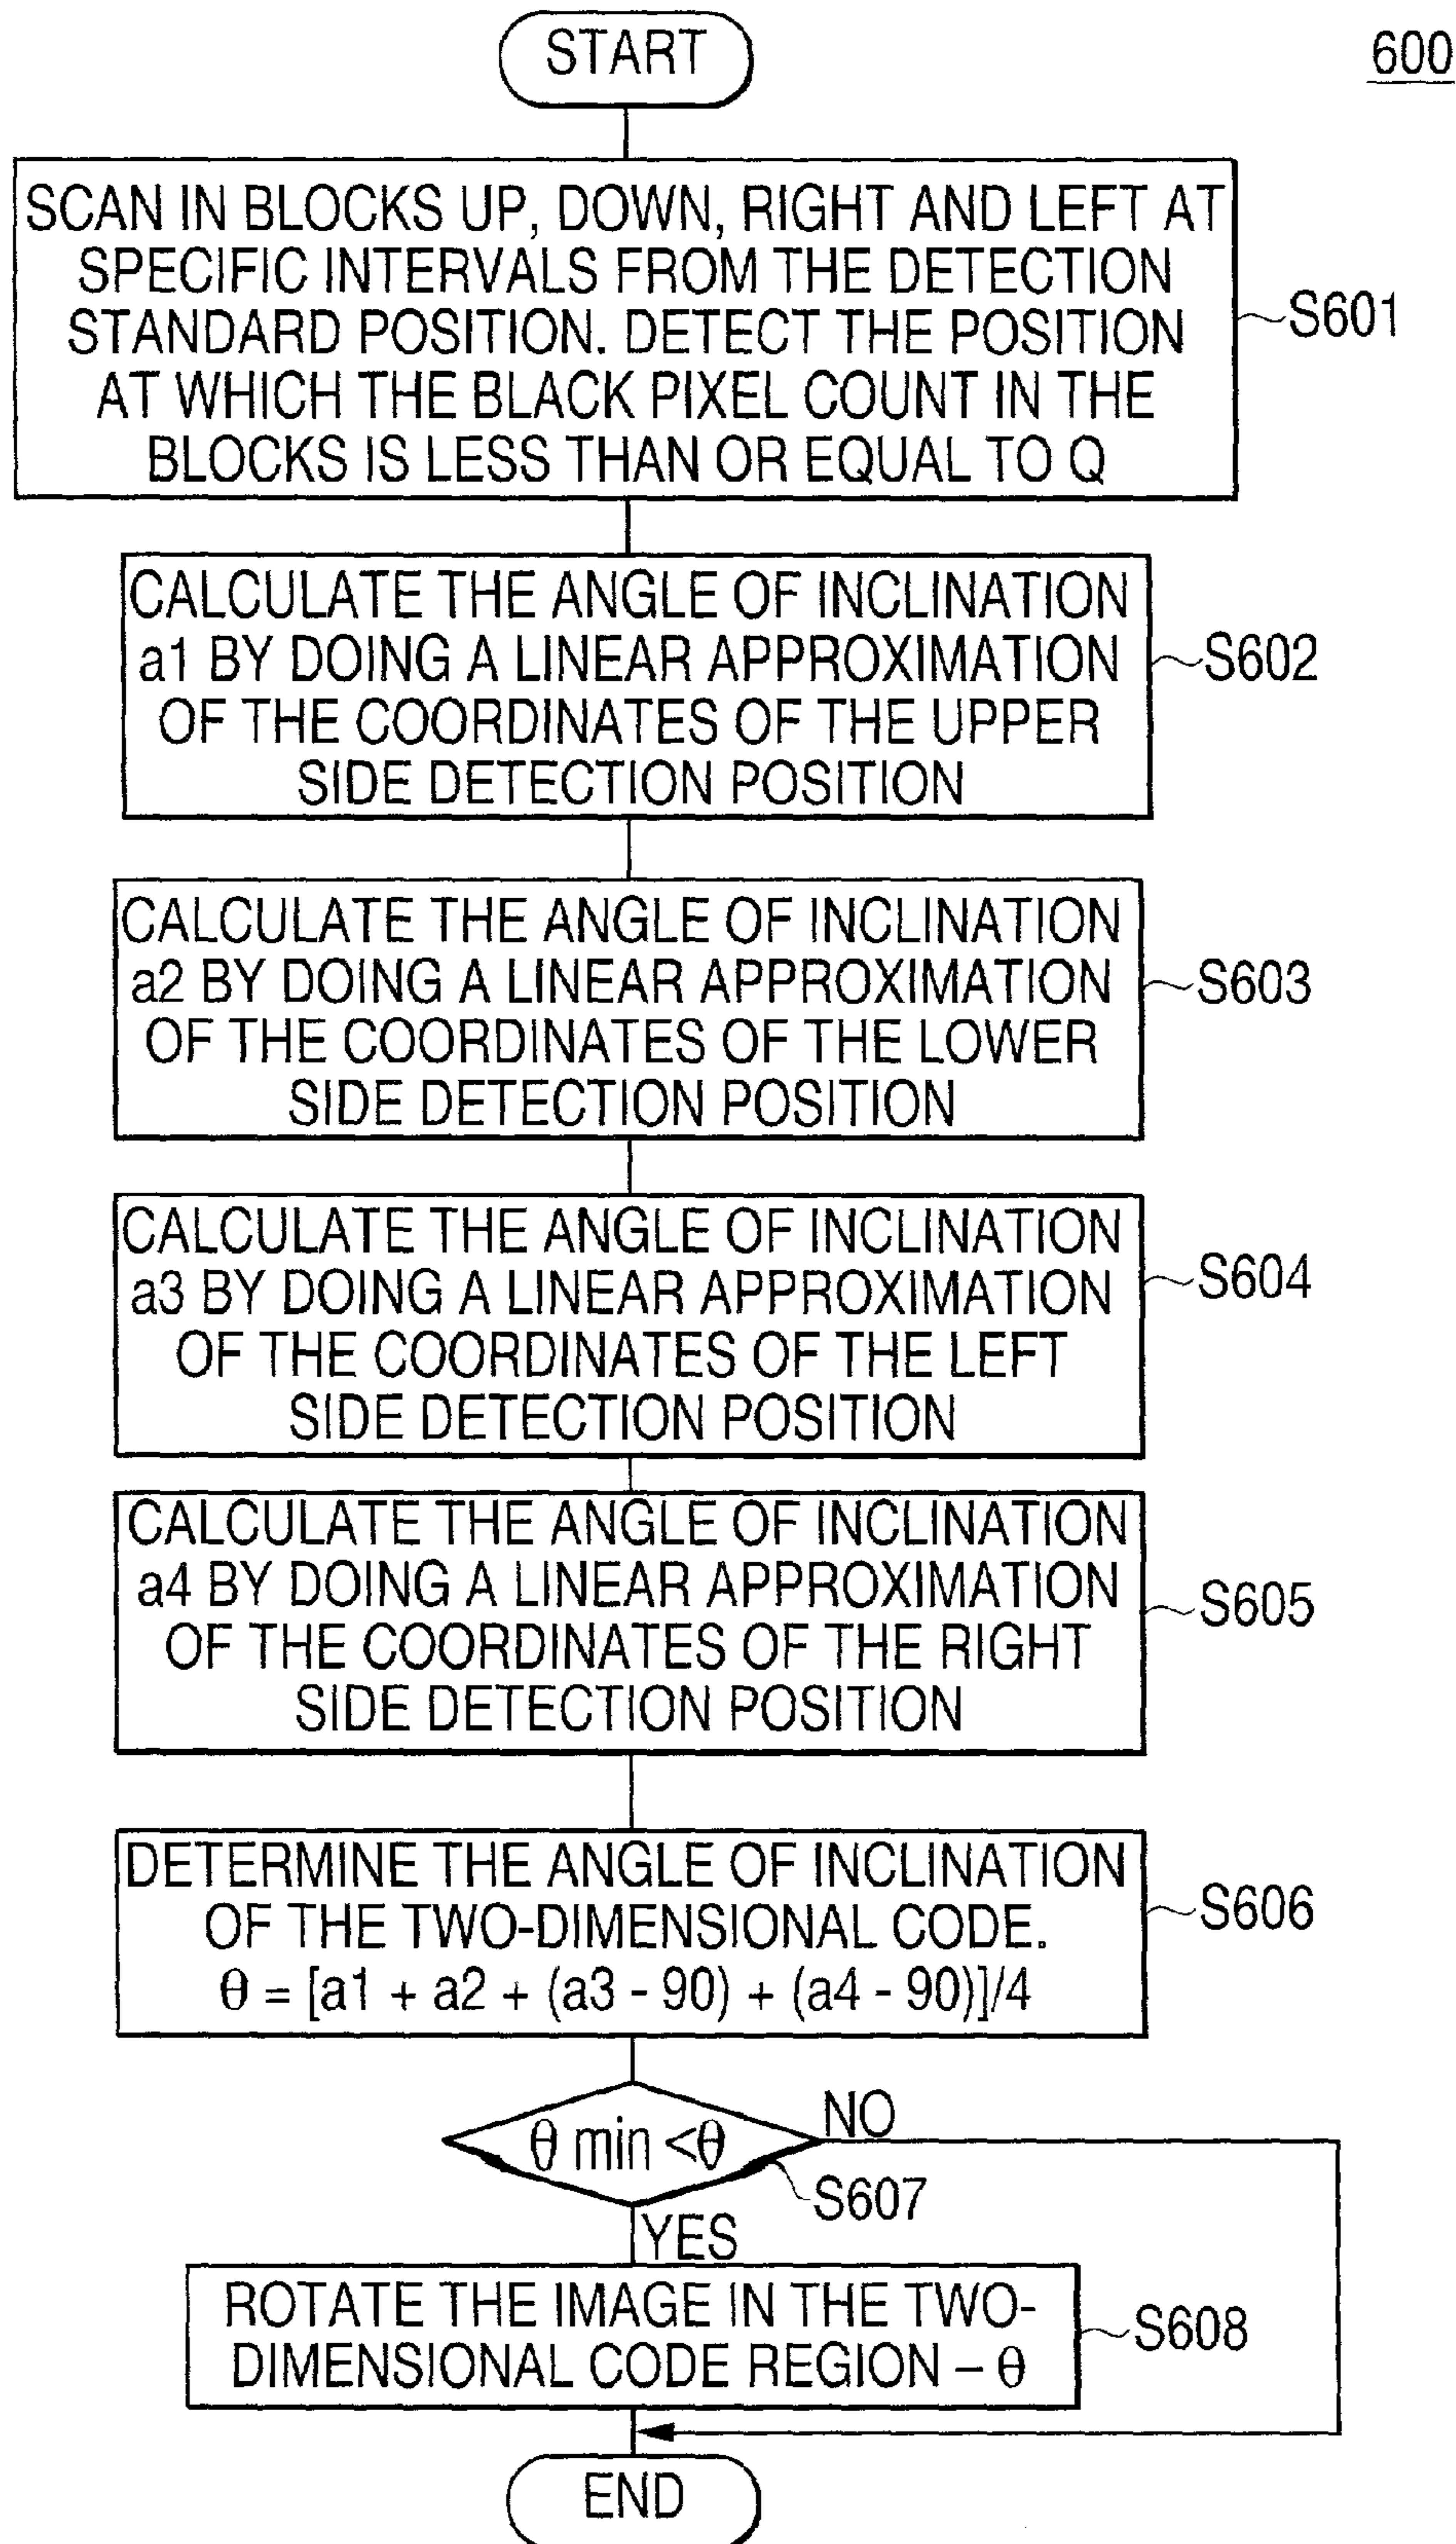 START
600
SCAN IN BLOCKS UP, DOWN, RIGHT AND LEFT AT
SPECIFIC INTERVALS FROM THE DETECTION
STANDARD POSITION. DETECT THE POSITION
AT WHICH THE BLACK PIXEL COUNT IN THE
BLOCKS IS LESS THAN OR EQUAL TO Q
S601
CALCULATE THE ANGLE OF INCLINATION
a1 BY DOING A LINEAR APPROXIMATION
OF THE COORDINATES OF THE UPPER
SIDE DETECTION POSITION
S602
CALCULATE THE ANGLE OF INCLINATION
a2 BY DOING A LINEAR APPROXIMATION
OF THE COORDINATES OF THE LOWER
SIDE DETECTION POSITION
S603
CALCULATE THE ANGLE OF INCLINATION
a3 BY DOING A LINEAR APPROXIMATION
OF THE COORDINATES OF THE LEFT
SIDE DETECTION POSITION
S604
CALCULATE THE ANGLE OF INCLINATION
a4 BY DOING A LINEAR APPROXIMATION
OF THE COORDINATES OF THE RIGHT
SIDE DETECTION POSITION
S605
DETERMINE THE ANGLE OF INCLINATION
OF THE TWO-DIMENSIONAL CODE.
θ = [a1 + a2 + (a3 - 90) + (a4 - 90)]/4
S606
θ min <θ
NO
S607
YES
ROTATE THE IMAGE IN THE TWO-
DIMENSIONAL CODE REGION – θ
S608
END